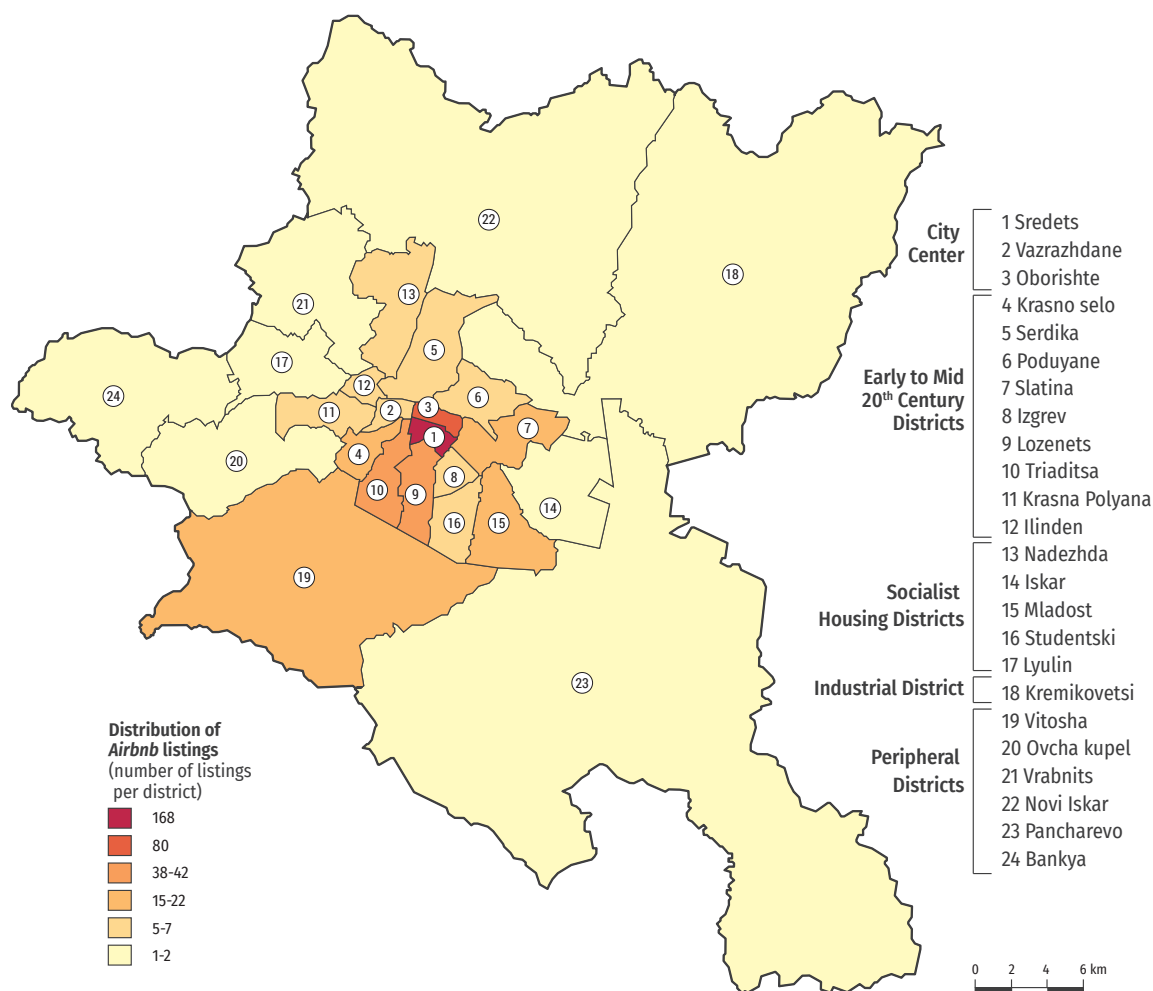 22
18
13
21
5
17
24
12
6
11
2
3
7
1
4
20
8
10
9
14
16
15
19
23
City
Center
1 Sredets
2 Vazrazhdane
3 Oborishte
Early to Mid
20th Century
Districts
4 Krasno selo
5 Serdika
6 Poduyane
7 Slatina
8 Izgrev
9 Lozenets
10 Triaditsa
11 Krasna Polyana
12 Ilinden
Socialist
Housing Districts
13 Nadezhda
14 Iskar
15 Mladost
16 Studentski
17 Lyulin
Industrial District
18 Kremikovetsi
Peripheral
Districts
19 Vitosha
20 Ovcha kupel
21 Vrabnits
22 Novi Iskar
23 Pancharevo
24 Bankya
Distribution of
Airbnb listings
(number of listings
per district)
168
80
38-42
15-22
5-7
1-2
0 2 4 6 km